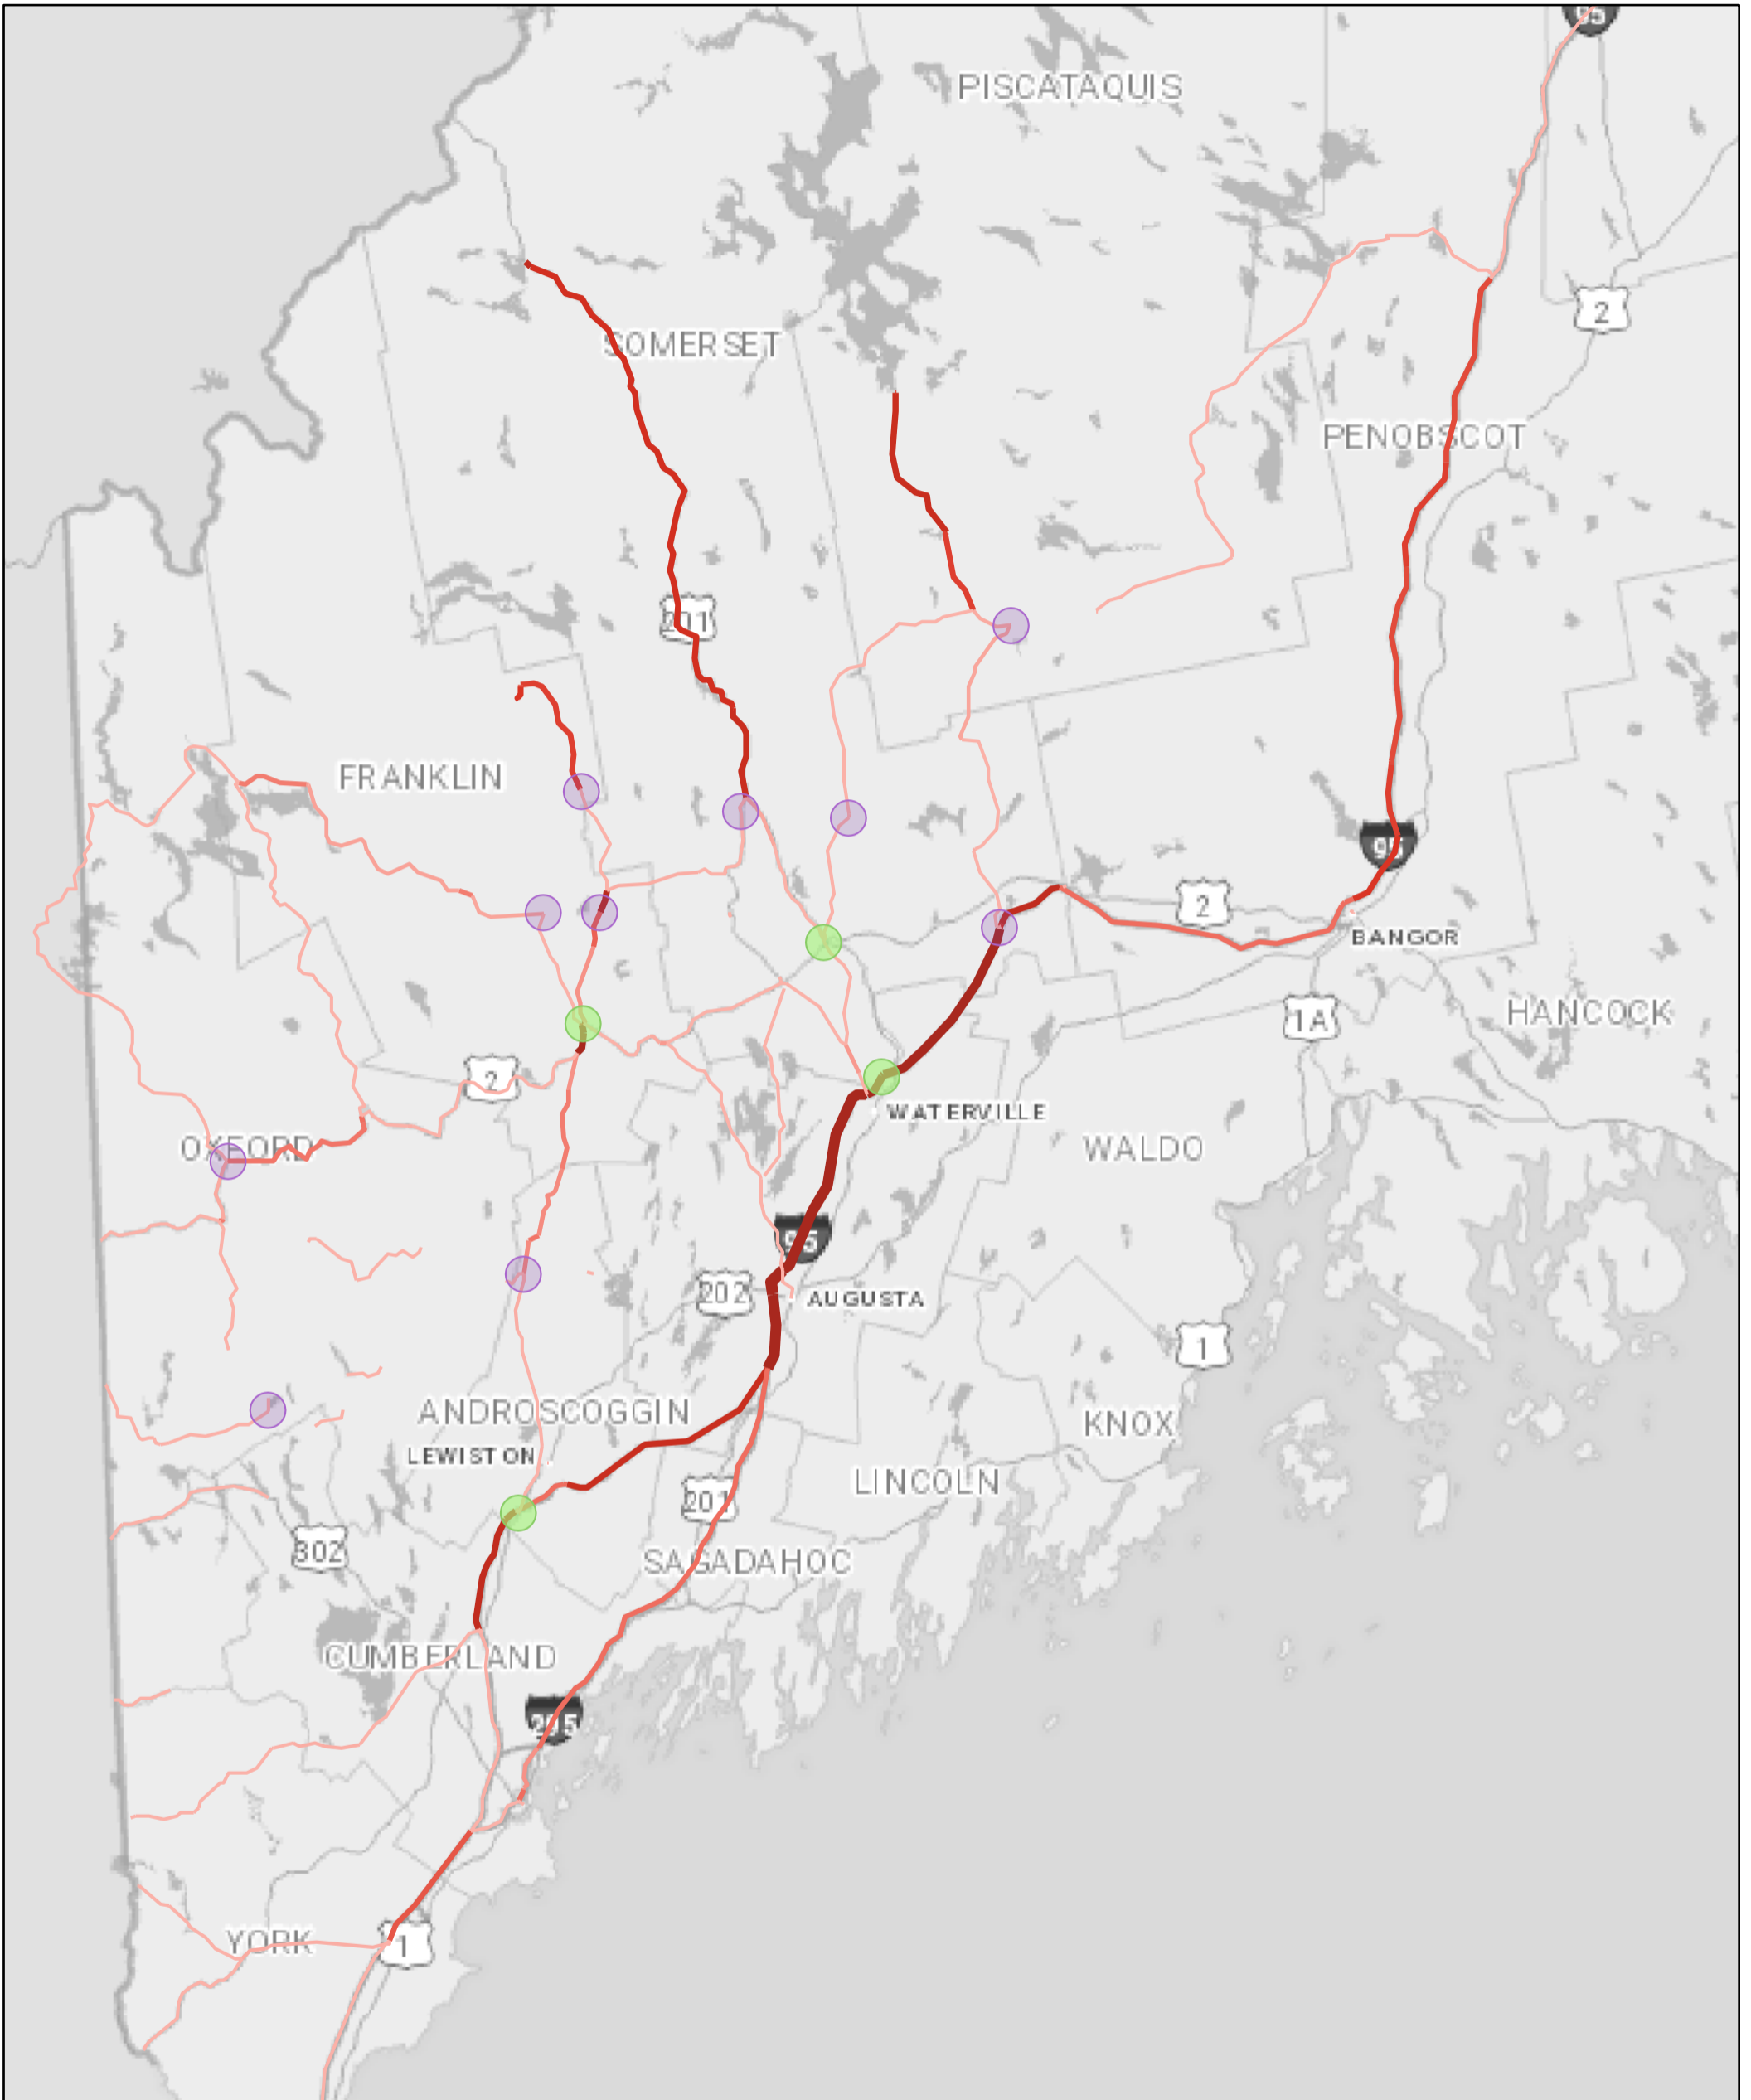 95
PISCATAQUIS
2
SOMERSET
PENOBSCOT
201
FRANKLIN
95
2
BANGOR
1A
HANCOCK
2
WATERVILLE
OXFORD
WALDO
95
202
AUGUSTA
1
ANDROSCOGGIN
KNOX
LEWISTON
LINCOLN
201
302
SAGADAHOC
CUMBERLAND
295
YORK
1